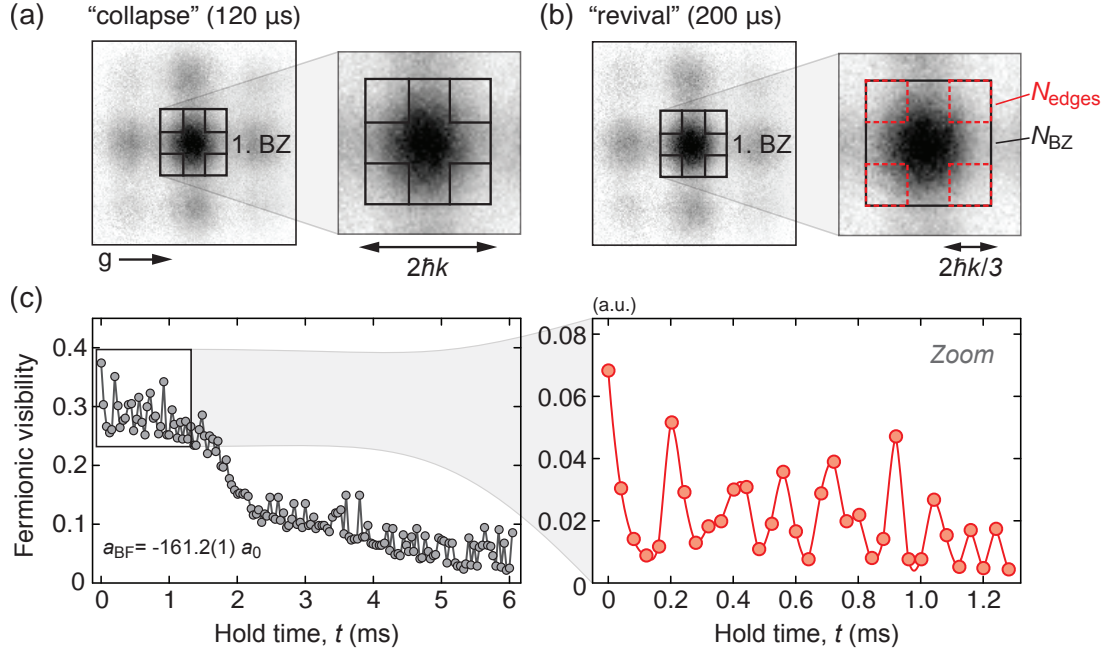 (a) "collapse" (120 µs)
1. BZ
g
2ħk
(b) "revival" (200 µs)
1. BZ
N_edges
N_BZ
2ħk/3
(c)
Fermionic visibility
0.4
0.3
0.2
0.1
0
a_BF= -161.2(1) a_0
0 1 2 3 4 5 6
Hold time, t (ms)
(a.u.)
Zoom
0.08
0.06
0.04
0.02
0
0 0.2 0.4 0.6 0.8 1.0 1.2
Hold time, t (ms)